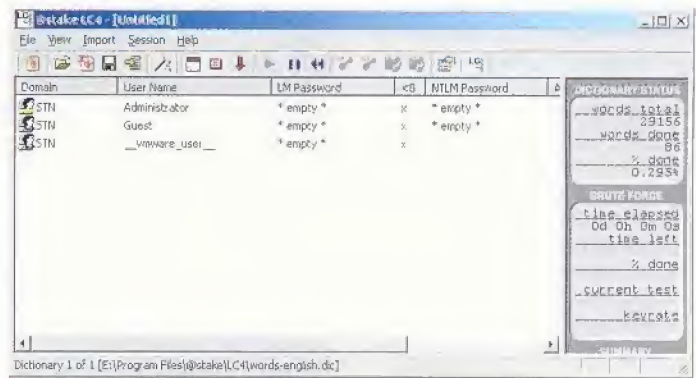 @stake LC4 - [Untitled1]
File View Import Session Help
Domain User Name LM Password <8 NTLM Password
STN Administrator * empty * x * empty *
STN Guest * empty * x * empty *
STN __vmware_user__ * empty * x
DICTIONARY STATUS
words total
29156
words done
86
% done
0.295%
BRUTE FORCE
time elapsed
0d 0h 0m 0s
time left
% done
current test
keyrate
SUMMARY
Dictionary 1 of 1 [E:\Program Files\@stake\LC4\words-english.dic]